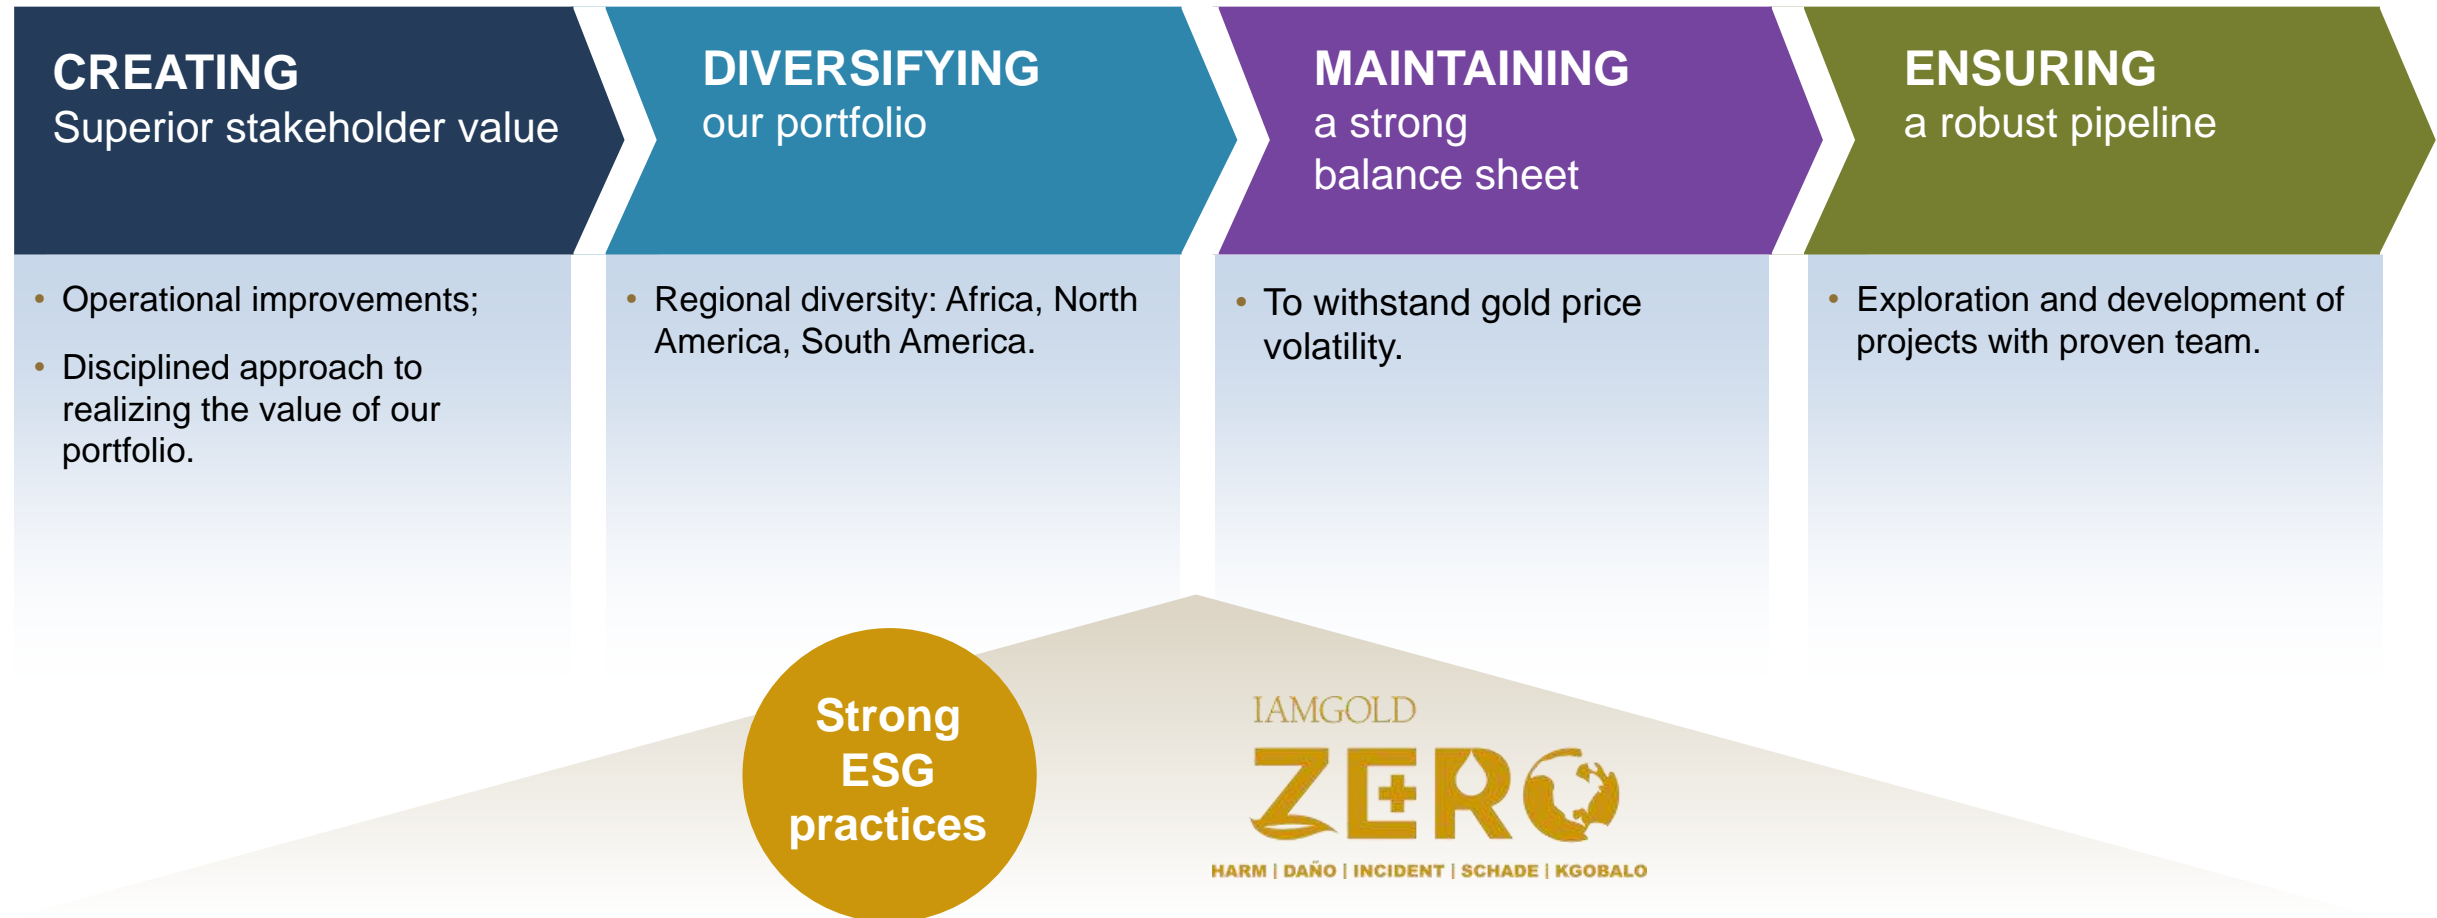 CREATING
Superior stakeholder value
DIVERSIFYING
our portfolio
MAINTAINING
a strong
balance sheet
ENSURING
a robust pipeline
• Operational improvements;
• Disciplined approach to
realizing the value of our
portfolio.
• Regional diversity: Africa, North
America, South America.
• To withstand gold price
volatility.
• Exploration and development of
projects with proven team.
Strong
ESG
practices
IAMGOLD
ZERO
HARM | DAÑO | INCIDENT | SCHADE | KGOBALO